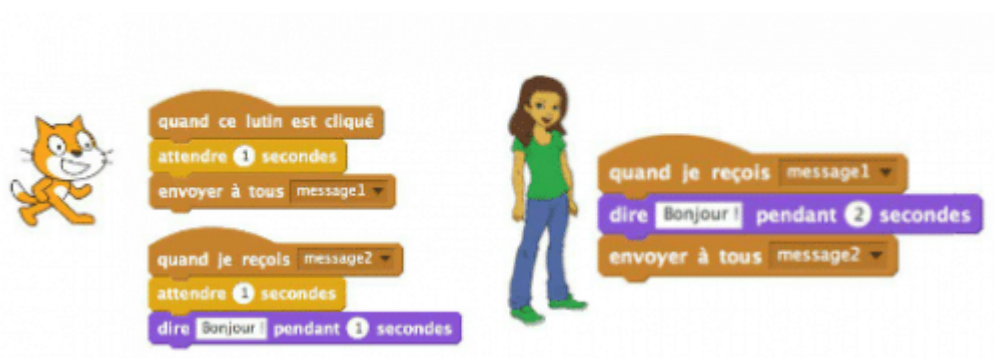 quand ce lutin est cliqué
attendre 1 secondes
envoyer à tous message1
quand je reçois message2
attendre 1 secondes
dire Bonjour ! pendant 1 secondes
quand je reçois message1
dire Bonjour ! pendant 2 secondes
envoyer à tous message2